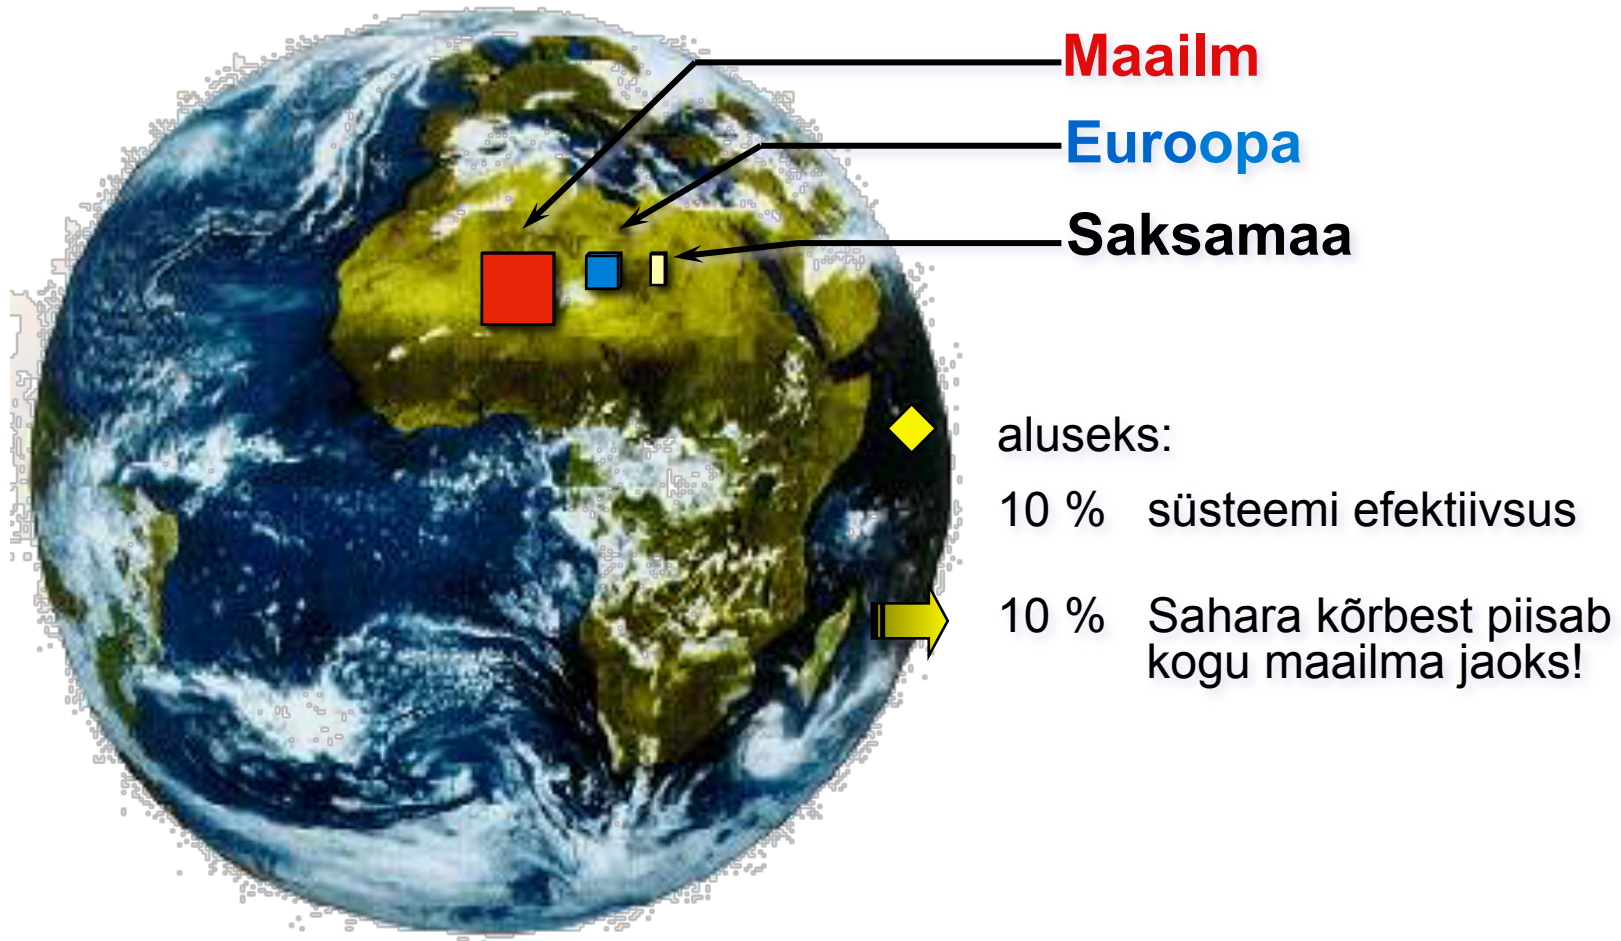 Maailm
Euroopa
Saksamaa
aluseks:
10 % süsteemi efektiivsus
10 % Sahara kõrbest piisab
kogu maailma jaoks!